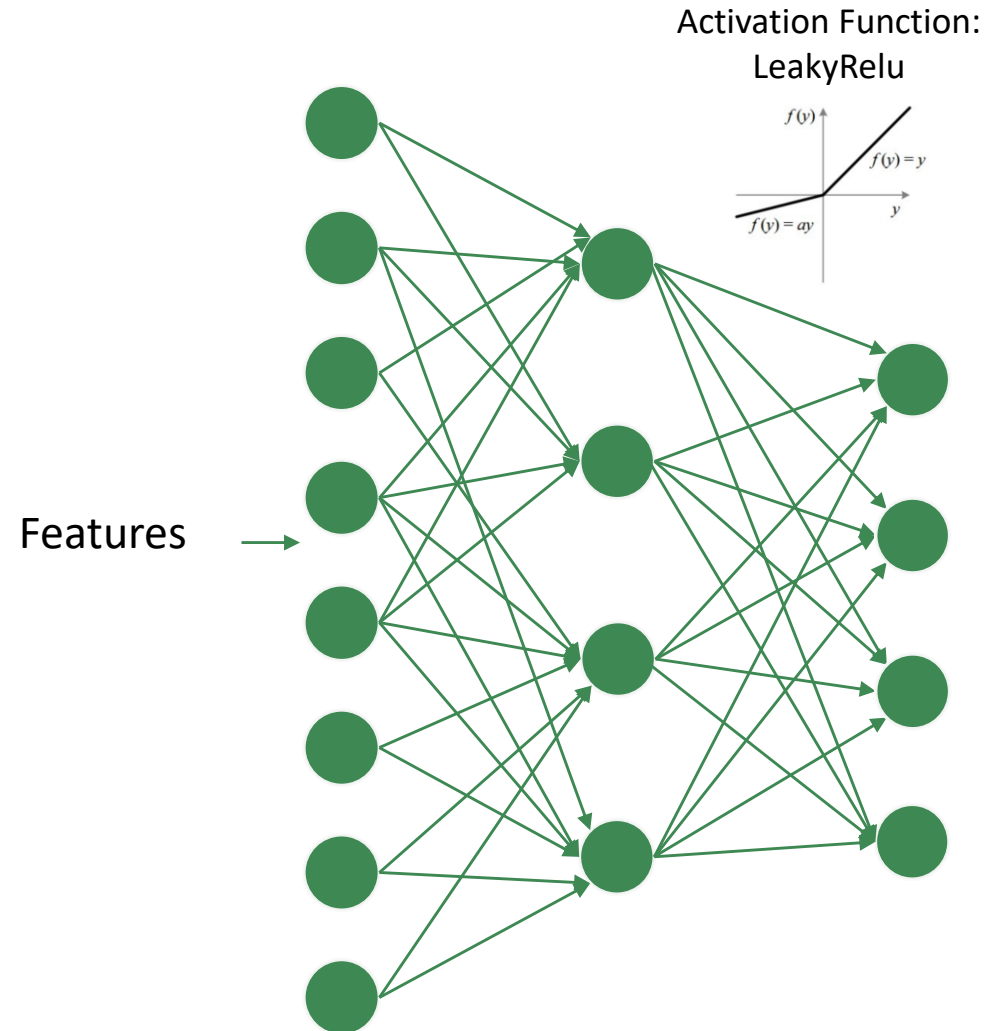 Activation Function:
LeakyRelu
f(y)
f(y) = y
y
f(y) = ay
Features